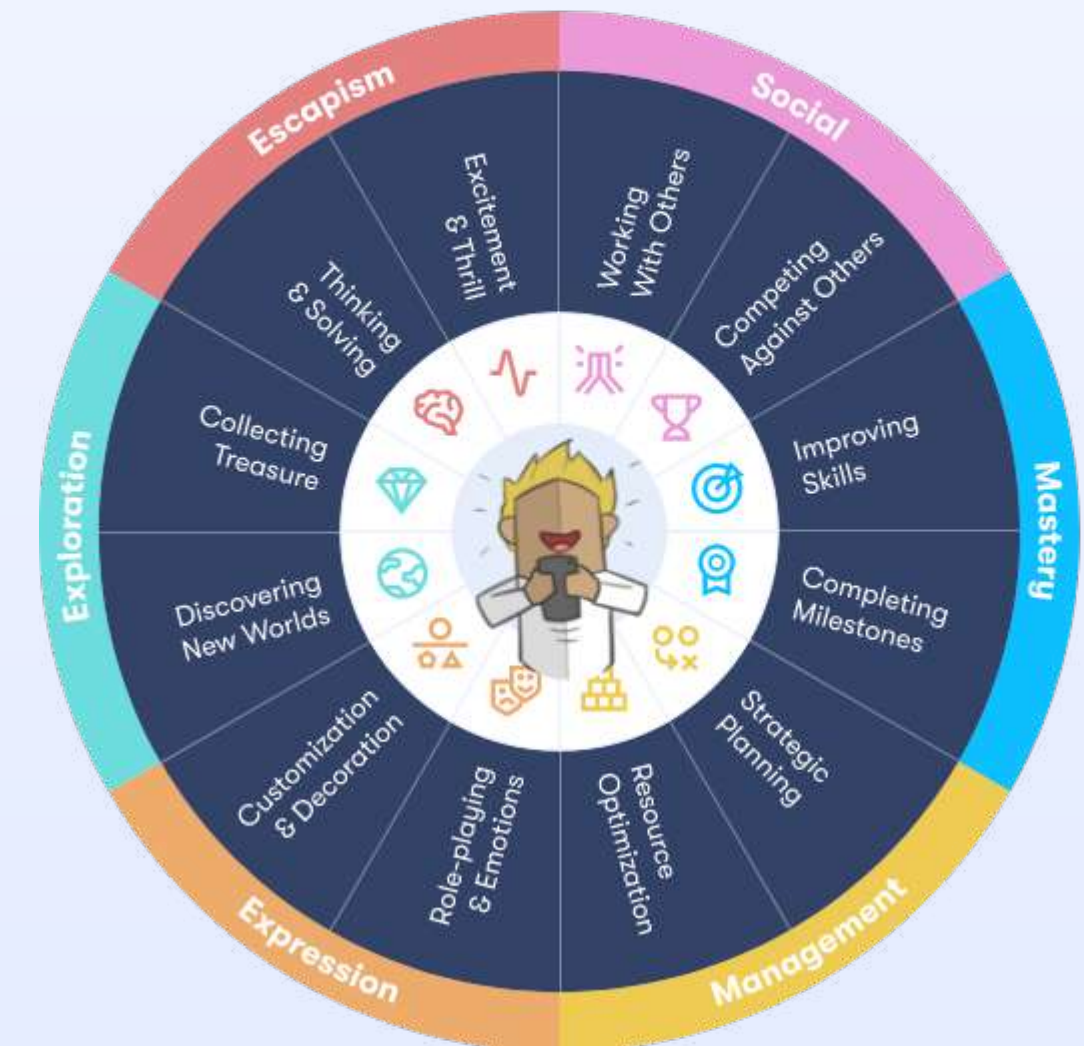 Escapism
Social
Mastery
Management
Expression
Exploration
Excitement
& Thrill
Working
With Others
Competing
Against Others
Improving
Skills
Completing
Milestones
Strategic
Planning
Resource
Optimization
Role-playing
& Emotions
Customization
& Decoration
Discovering
New Worlds
Collecting
Treasure
Thinking
& Solving